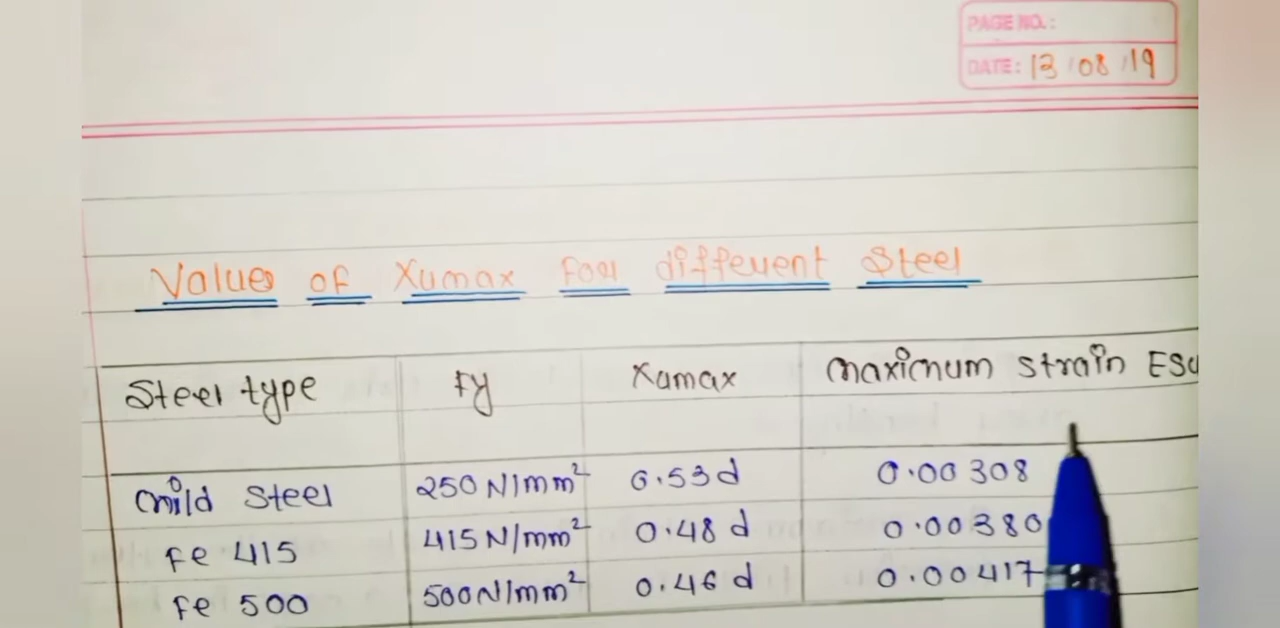 PAGE NO.:
DATE: 13/08/19
Values of Xumax For different Steel
Steel type Fy Xumax Maximum Strain ESu
Mild Steel 250 N/mm² 0.53d 0.00308
Fe 415 415 N/mm² 0.48 d 0.00380
Fe 500 500 N/mm² 0.46 d 0.00417